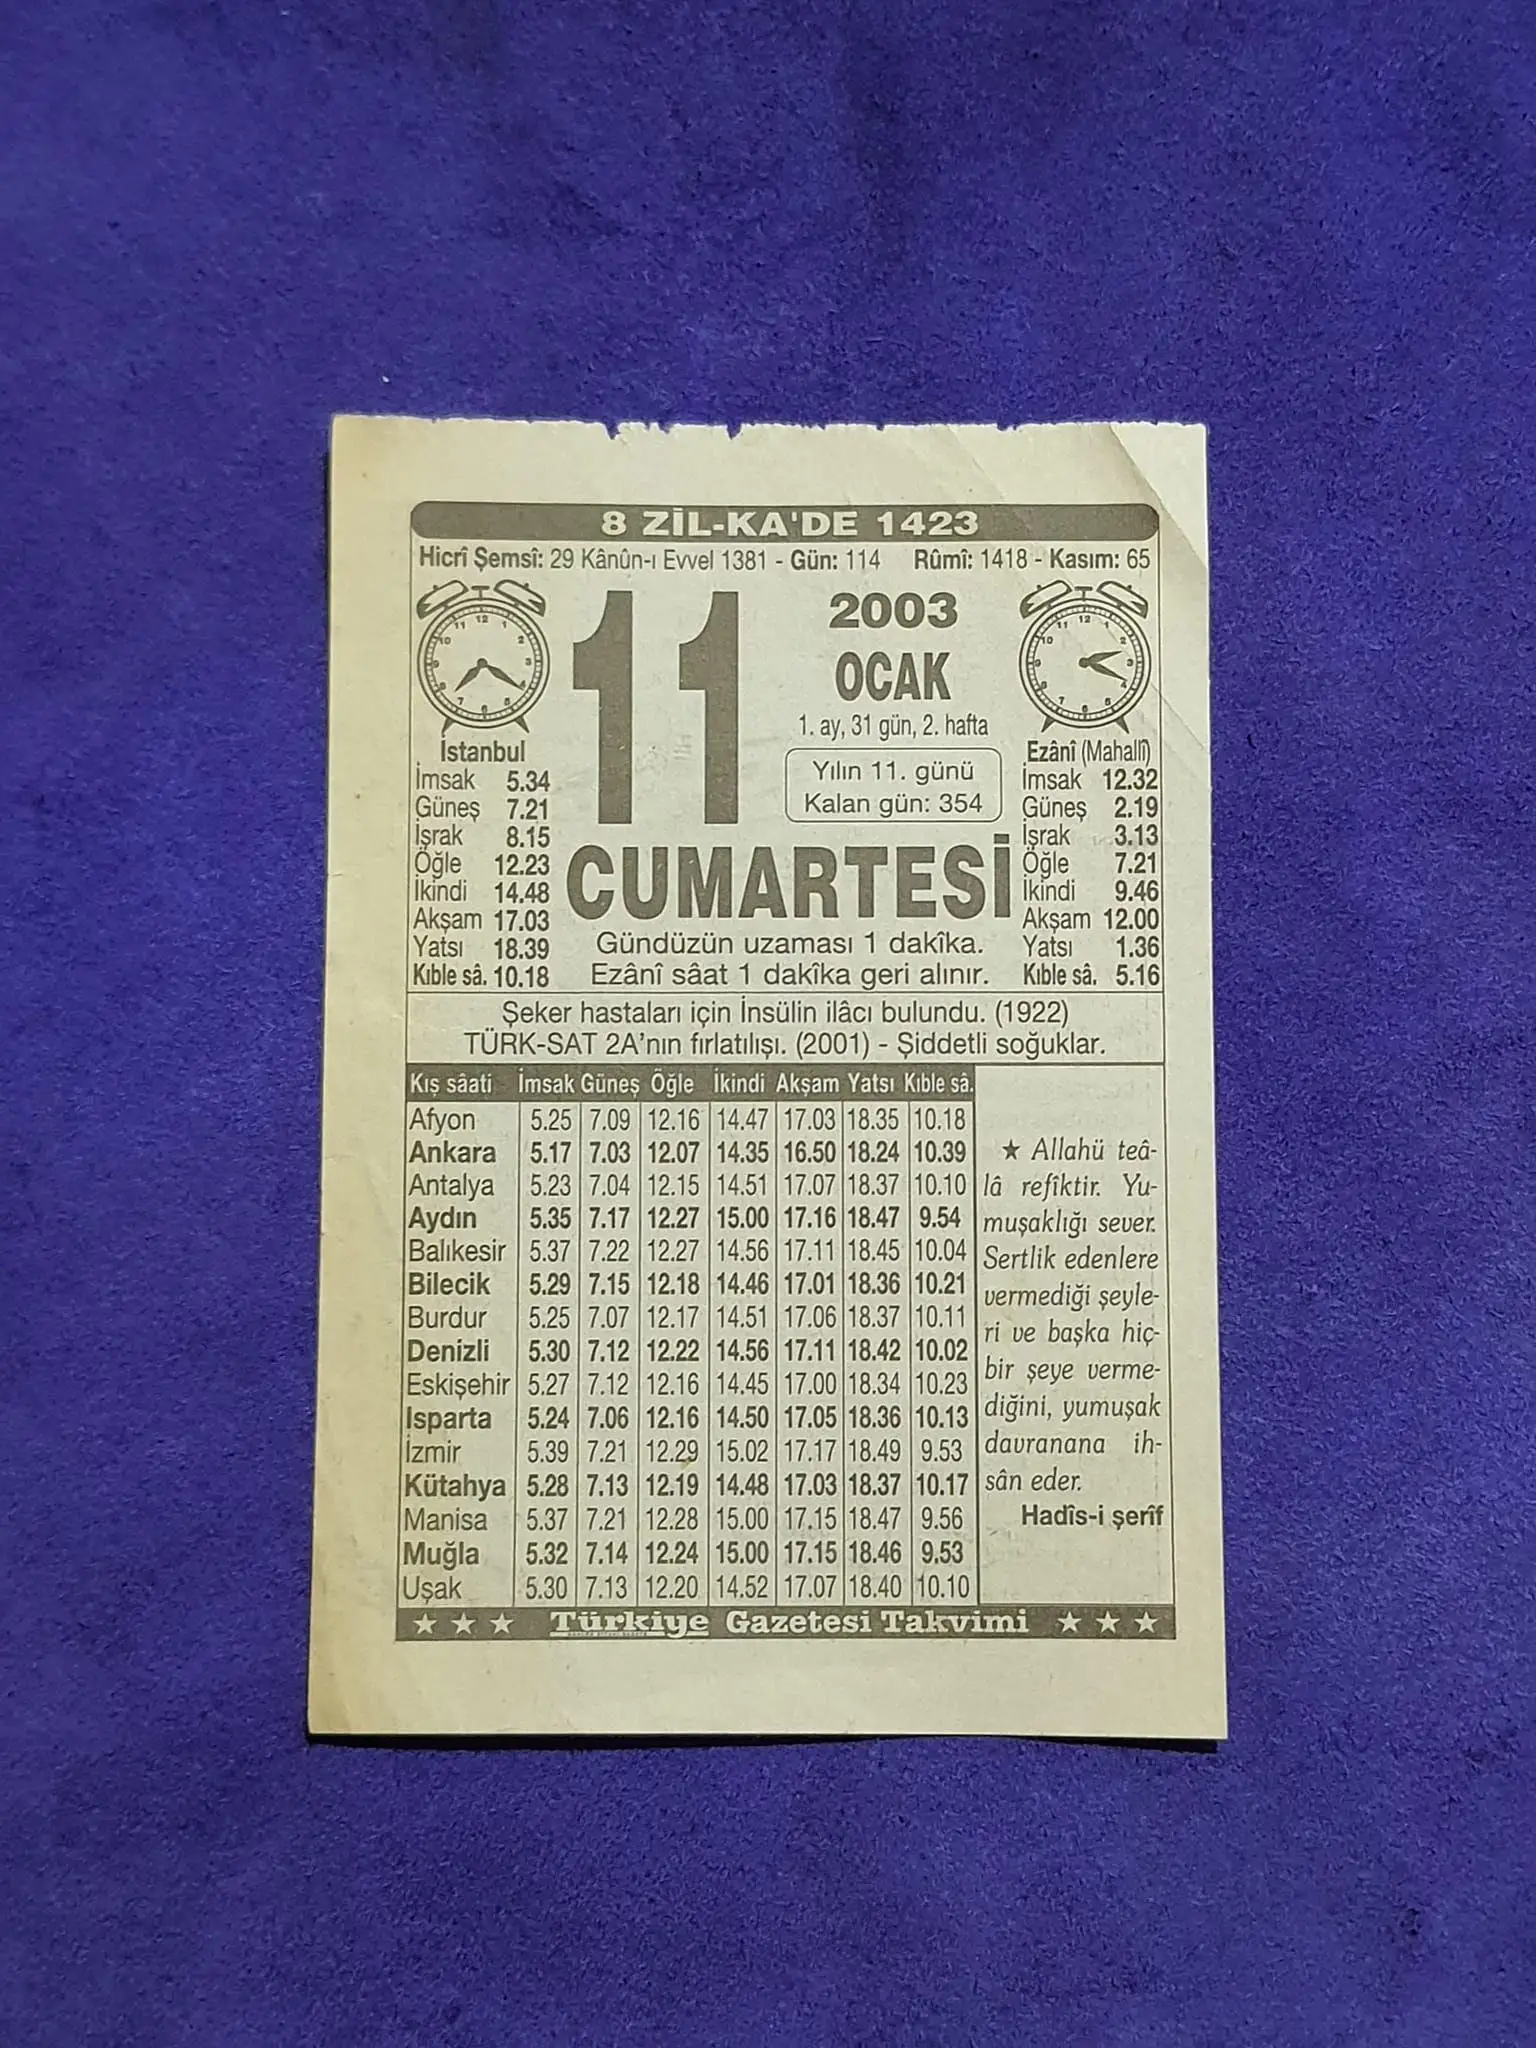 8 ZİL-KA'DE 1423
Hicrî Şemsî: 29 Kânûn-ı Evvel 1381 - Gün: 114 Rûmî: 1418 - Kasım: 65
11
2003
OCAK
1. ay, 31 gün, 2. hafta
Yılın 11. günü
Kalan gün: 354
CUMARTESİ
Gündüzün uzaması 1 dakîka.
Ezânî sâat 1 dakîka geri alınır.
İstanbul
İmsak 5.34
Güneş 7.21
İşrak 8.15
Öğle 12.23
İkindi 14.48
Akşam 17.03
Yatsı 18.39
Kıble sâ. 10.18
Ezânî (Mahallî)
İmsak 12.32
Güneş 2.19
İşrak 3.13
Öğle 7.21
İkindi 9.46
Akşam 12.00
Yatsı 1.36
Kıble sâ. 5.16
Şeker hastaları için İnsülin ilâcı bulundu. (1922)
TÜRK-SAT 2A'nın fırlatılışı. (2001) - Şiddetli soğuklar.
Kış sâati İmsak Güneş Öğle İkindi Akşam Yatsı Kıble sâ.
Afyon 5.25 7.09 12.16 14.47 17.03 18.35 10.18
Ankara 5.17 7.03 12.07 14.35 16.50 18.24 10.39
Antalya 5.23 7.04 12.15 14.51 17.07 18.37 10.10
Aydın 5.35 7.17 12.27 15.00 17.16 18.47 9.54
Balıkesir 5.37 7.22 12.27 14.56 17.11 18.45 10.04
Bilecik 5.29 7.15 12.18 14.46 17.01 18.36 10.21
Burdur 5.25 7.07 12.17 14.51 17.06 18.37 10.11
Denizli 5.30 7.12 12.22 14.56 17.11 18.42 10.02
Eskişehir 5.27 7.12 12.16 14.45 17.00 18.34 10.23
Isparta 5.24 7.06 12.16 14.50 17.05 18.36 10.13
İzmir 5.39 7.21 12.29 15.02 17.17 18.49 9.53
Kütahya 5.28 7.13 12.19 14.48 17.03 18.37 10.17
Manisa 5.37 7.21 12.28 15.00 17.15 18.47 9.56
Muğla 5.32 7.14 12.24 15.00 17.15 18.46 9.53
Uşak 5.30 7.13 12.20 14.52 17.07 18.40 10.10
★ Allahü teâ-
lâ refîktir. Yu-
muşaklığı sever.
Sertlik edenlere
vermediği şeyle-
ri ve başka hiç-
bir şeye verme-
diğini, yumuşak
davranana ih-
sân eder.
Hadîs-i şerîf
★ ★ ★ Türkiye Gazetesi Takvimi ★ ★ ★